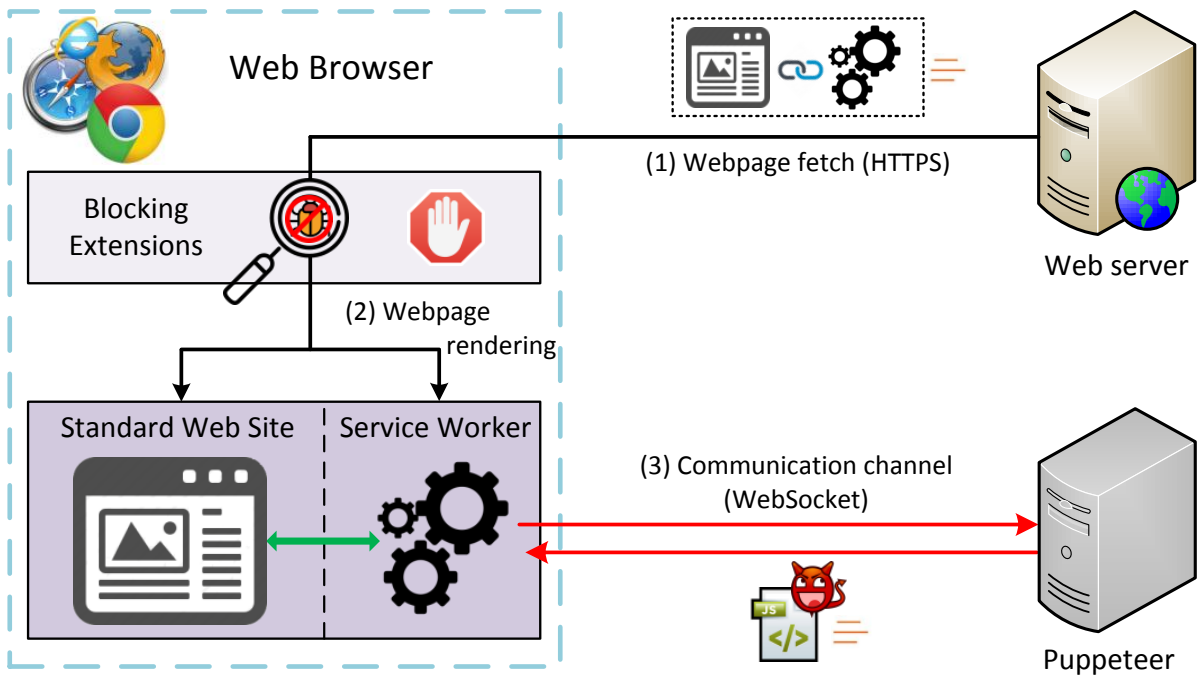 Web Browser
(1) Webpage fetch (HTTPS)
Blocking
Extensions
Web server
(2) Webpage
rendering
Standard Web Site
Service Worker
(3) Communication channel
(WebSocket)
JS
</>
Puppeteer